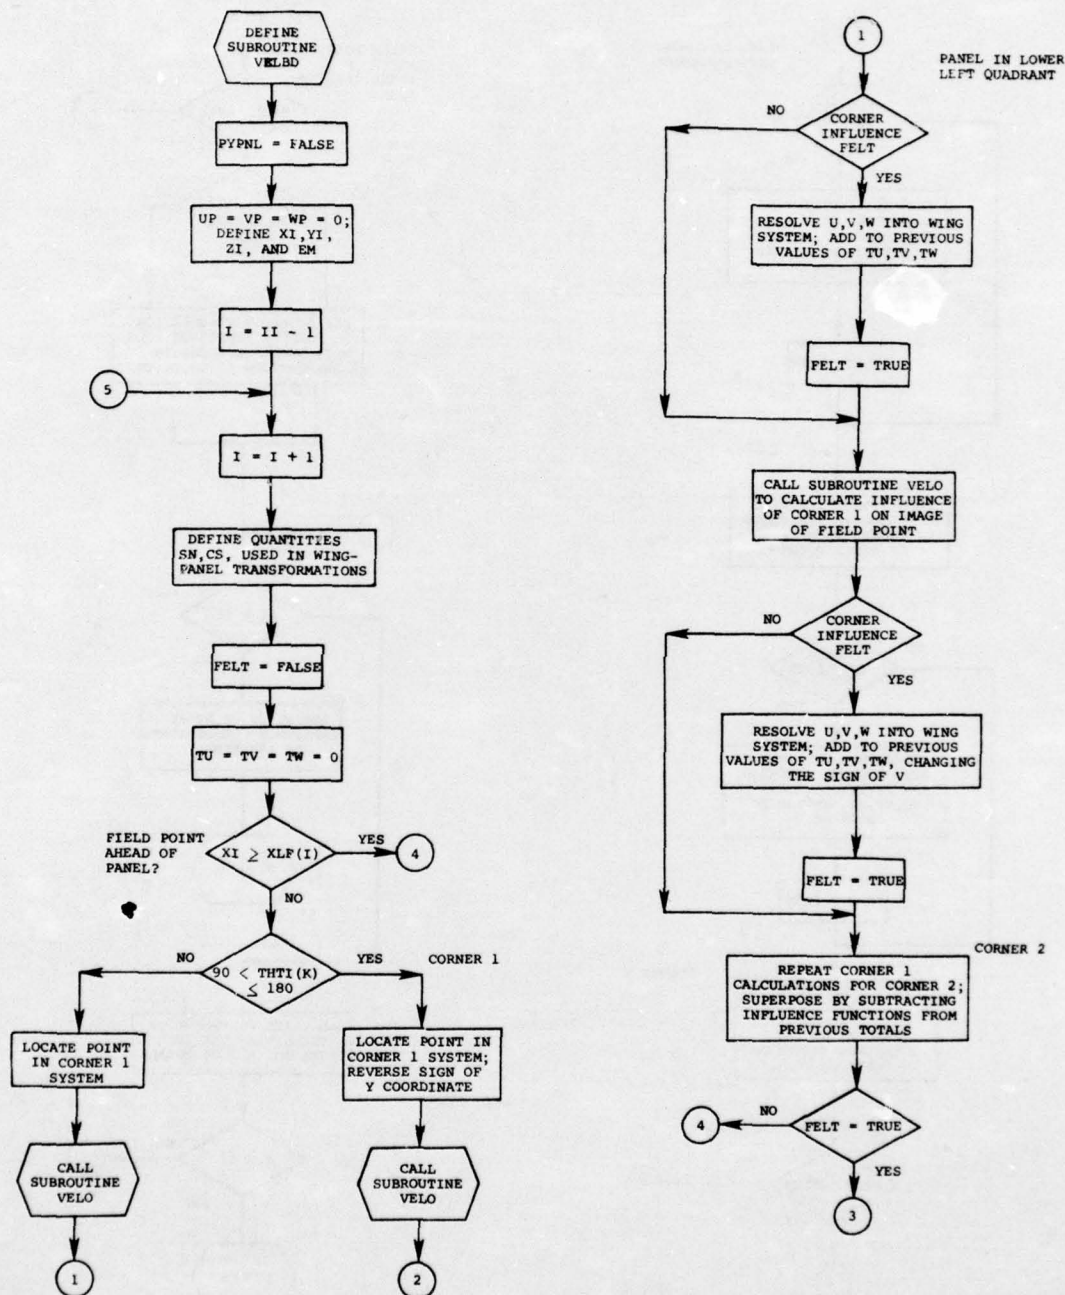 DEFINE
SUBROUTINE
VELBD
PYPNL = FALSE
UP = VP = WP = 0;
DEFINE XI,YI,
ZI, AND EM
I = II - 1
5
I = I + 1
DEFINE QUANTITIES
SN,CS, USED IN WING-
PANEL TRANSFORMATIONS
FELT = FALSE
TU = TV = TW = 0
FIELD POINT
AHEAD OF
PANEL?
XI ≥ XLF(I)
YES
4
NO
90 < THTI(K)
≤ 180
NO
YES
CORNER 1
LOCATE POINT
IN CORNER 1
SYSTEM
LOCATE POINT IN
CORNER 1 SYSTEM;
REVERSE SIGN OF
Y COORDINATE
CALL
SUBROUTINE
VELO
CALL
SUBROUTINE
VELO
1
2
1
PANEL IN LOWER
LEFT QUADRANT
NO
CORNER
INFLUENCE
FELT
YES
RESOLVE U,V,W INTO WING
SYSTEM; ADD TO PREVIOUS
VALUES OF TU,TV,TW
FELT = TRUE
CALL SUBROUTINE VELO
TO CALCULATE INFLUENCE
OF CORNER 1 ON IMAGE
OF FIELD POINT
NO
CORNER
INFLUENCE
FELT
YES
RESOLVE U,V,W INTO WING
SYSTEM; ADD TO PREVIOUS
VALUES OF TU,TV,TW, CHANGING
THE SIGN OF V
FELT = TRUE
CORNER 2
REPEAT CORNER 1
CALCULATIONS FOR CORNER 2;
SUPERPOSE BY SUBTRACTING
INFLUENCE FUNCTIONS FROM
PREVIOUS TOTALS
4
NO
FELT = TRUE
YES
3